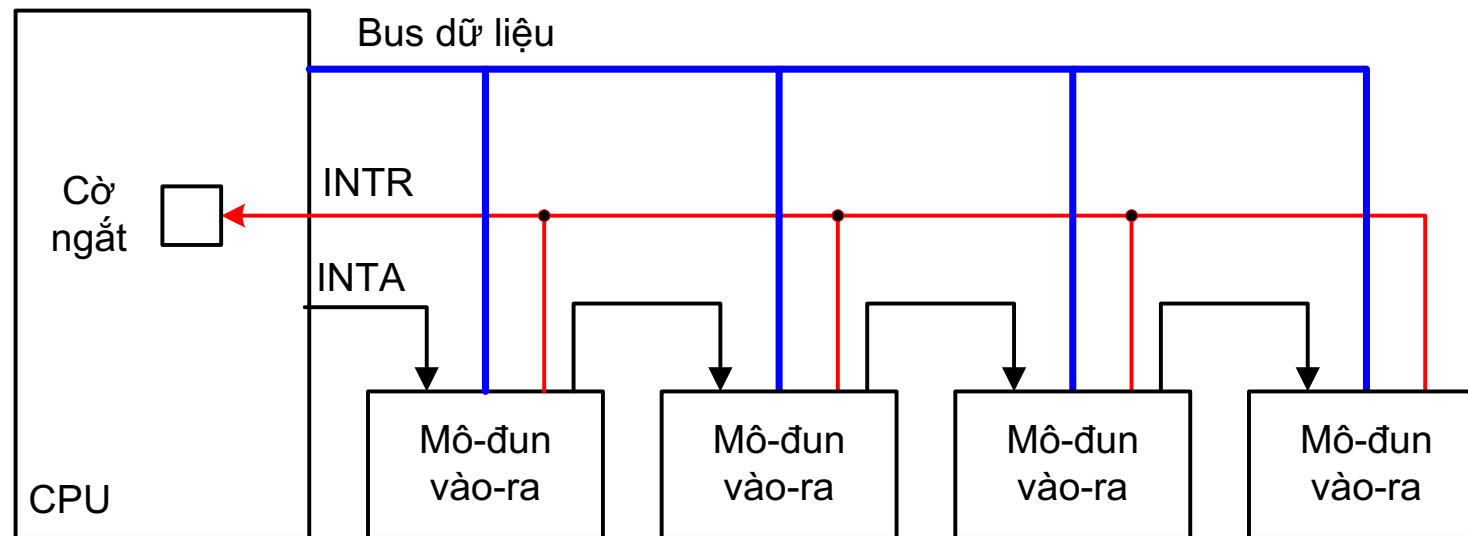 Bus dữ liệu
INTR
Cờ
ngắt
INTA
Mô-đun
vào-ra
Mô-đun
vào-ra
Mô-đun
vào-ra
Mô-đun
vào-ra
CPU